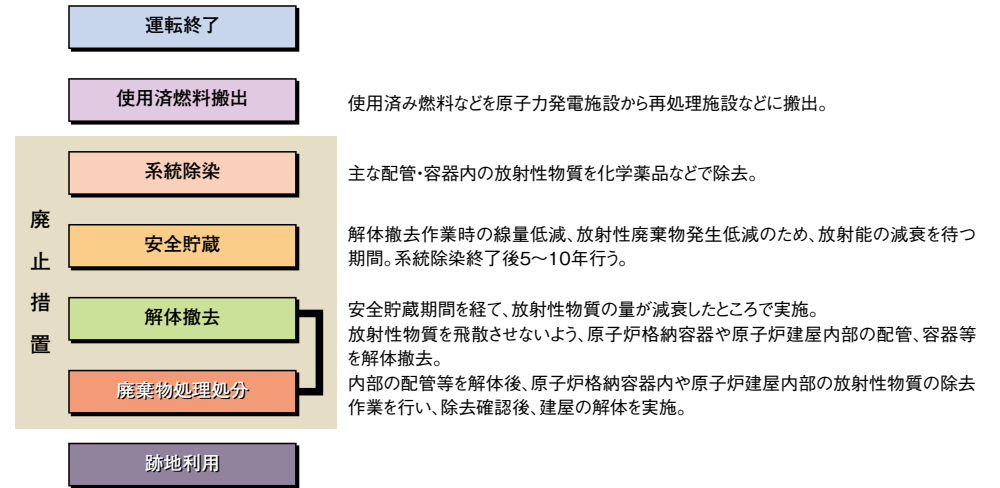 運転終了
使用済燃料搬出
使用済み燃料などを原子力発電施設から再処理施設などに搬出。
廃止措置
系統除染
主な配管・容器内の放射性物質を化学薬品などで除去。
安全貯蔵
解体撤去作業時の線量低減、放射性廃棄物発生低減のため、放射能の減衰を待つ
期間。系統除染終了後5～10年行う。
解体撤去
安全貯蔵期間を経て、放射性物質の量が減衰したところで実施。
放射性物質を飛散させないよう、原子炉格納容器や原子炉建屋内部の配管、容器等
を解体撤去。
廃棄物処理処分
内部の配管等を解体後、原子炉格納容器内や原子炉建屋内部の放射性物質の除去
作業を行い、除去確認後、建屋の解体を実施。
跡地利用